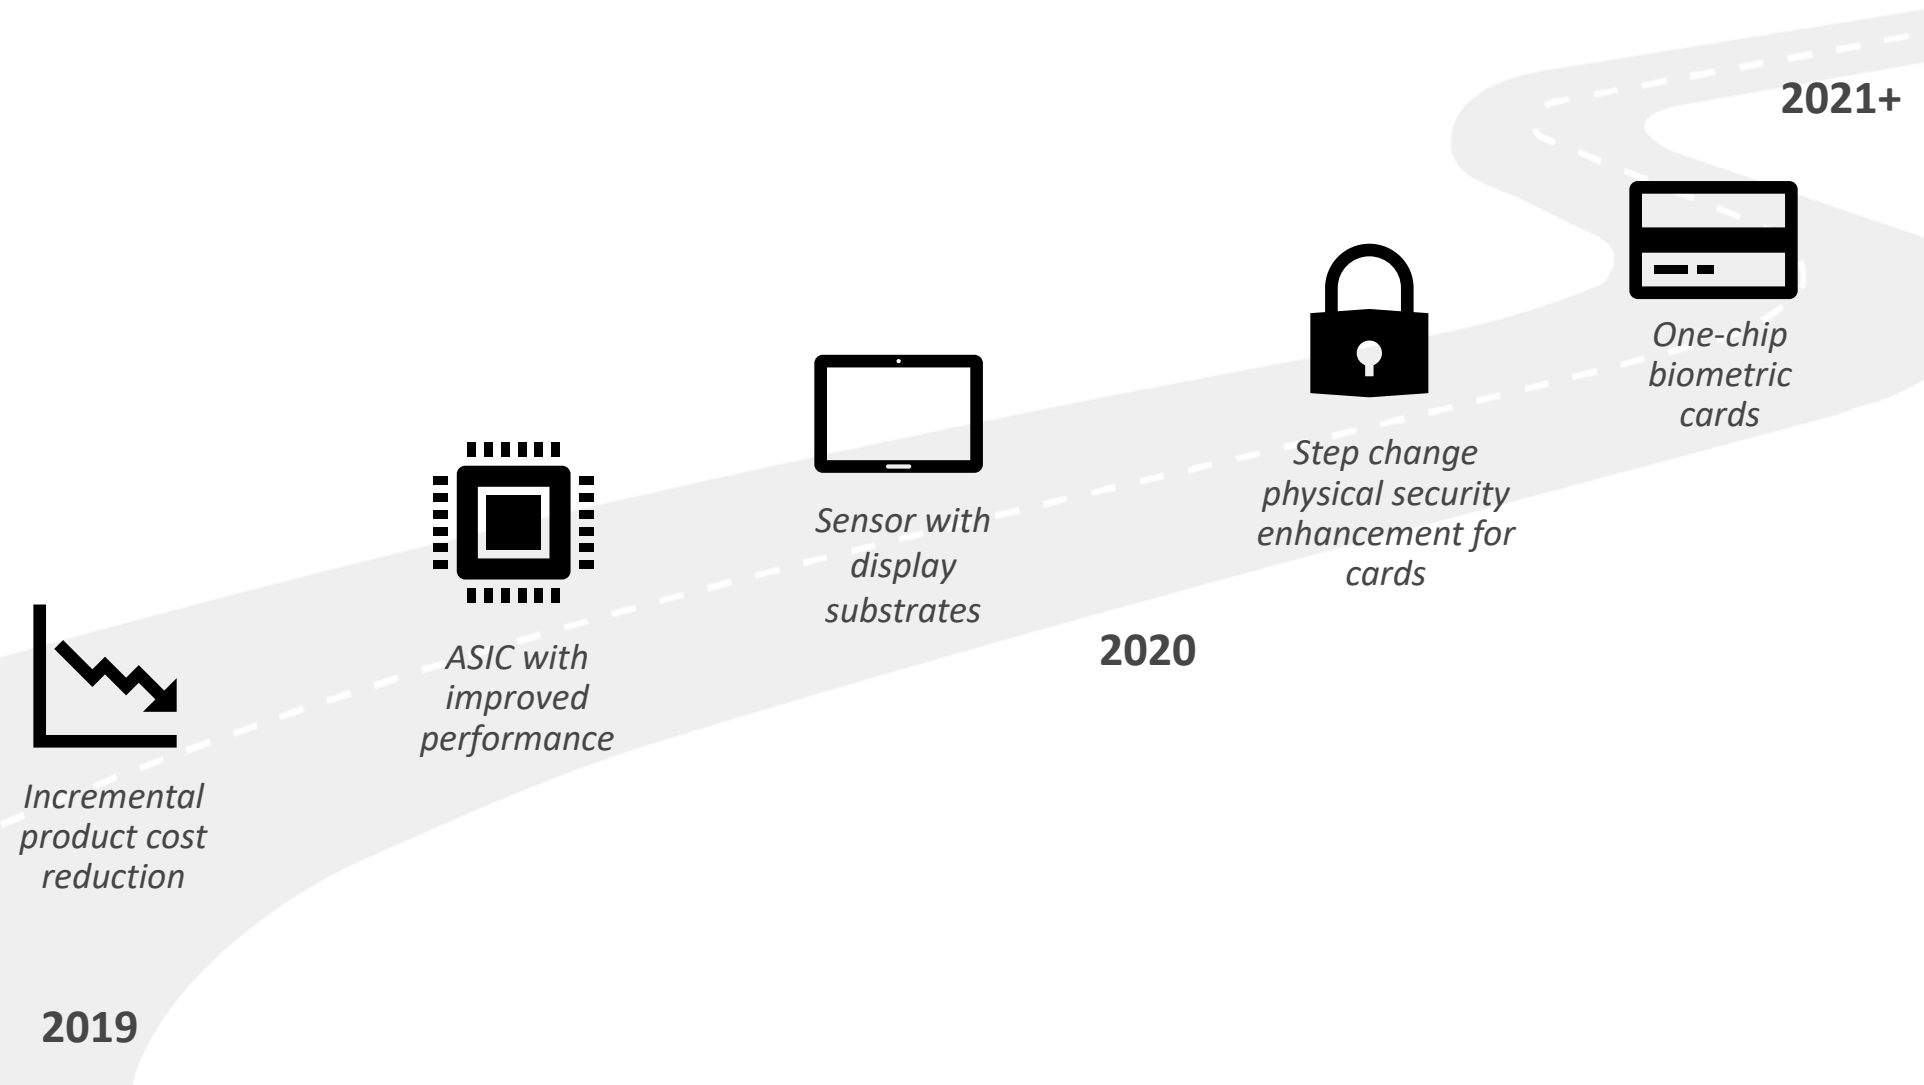 2021+
One-chip
biometric
cards
Step change
physical security
enhancement for
cards
Sensor with
display
substrates
2020
ASIC with
improved
performance
Incremental
product cost
reduction
2019